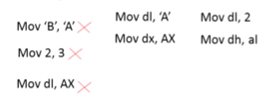 Mov 'B', 'A'
Mov 2, 3
Mov dl, AX
Mov dl, 'A'
Mov dx, AX
Mov dl, 2
Mov dh, al